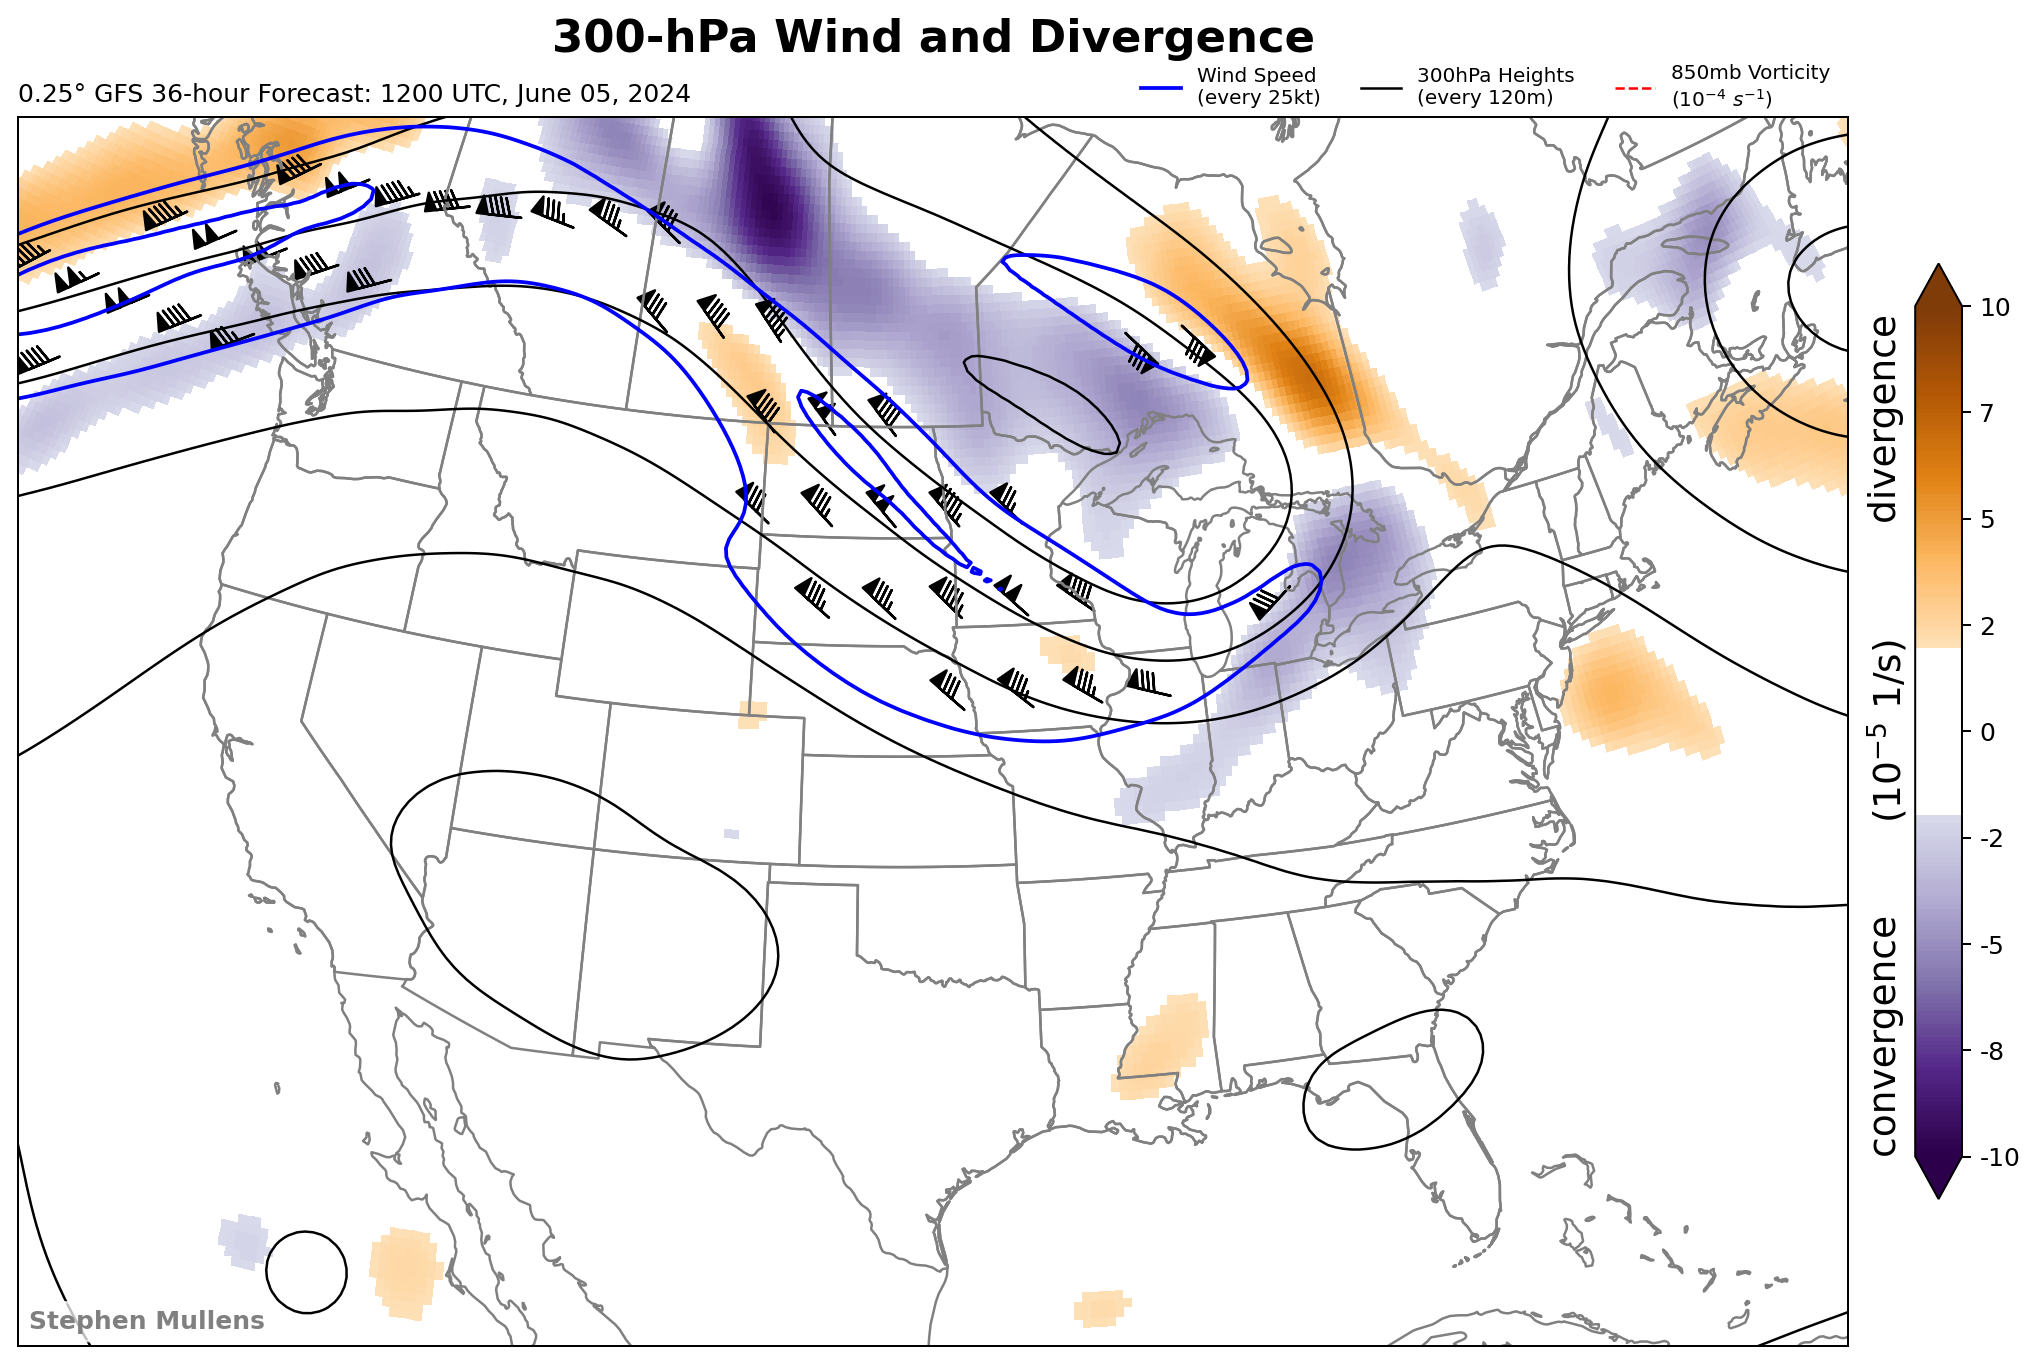 300-hPa Wind and Divergence
0.25° GFS 36-hour Forecast: 1200 UTC, June 05, 2024
Wind Speed
(every 25kt)
300hPa Heights
(every 120m)
850mb Vorticity
(10⁻⁴ s⁻¹)
divergence
(10⁻⁵ 1/s)
convergence
10
7
5
2
0
-2
-5
-8
-10
Stephen Mullens